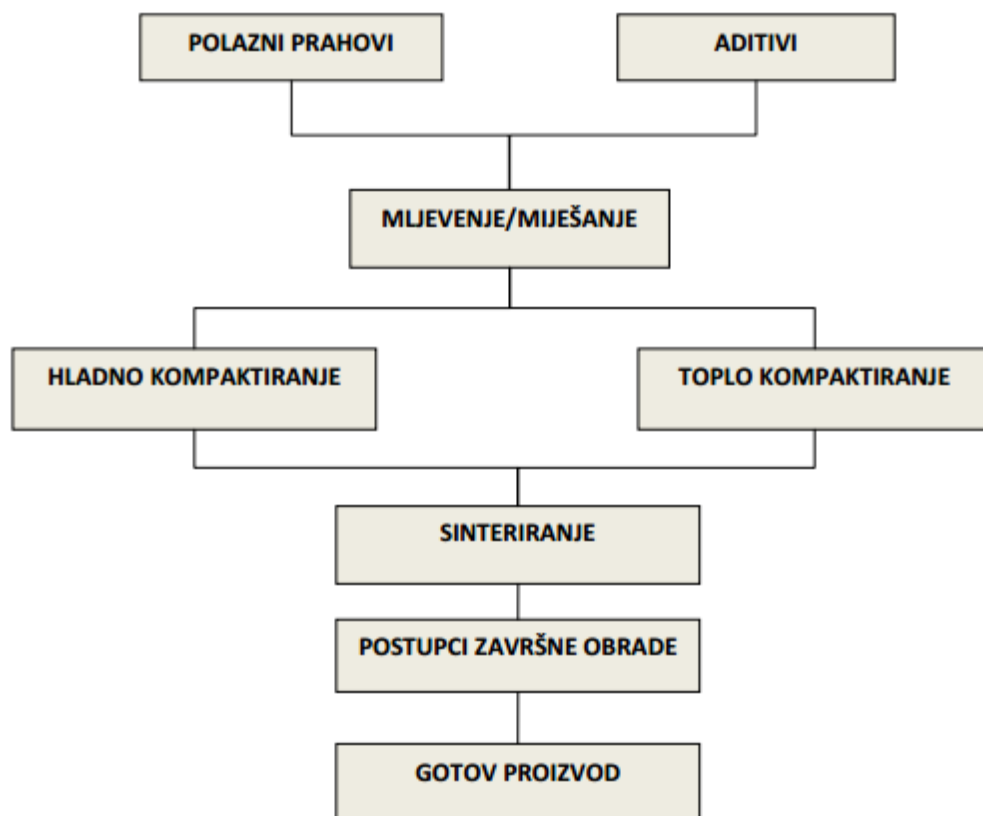 POLAZNI PRAHOVI
ADITIVI
MLJEVENJE/MIJEŠANJE
HLADNO KOMPAKTIRANJE
TOPLO KOMPAKTIRANJE
SINTERIRANJE
POSTUPCI ZAVRŠNE OBRADE
GOTOV PROIZVOD